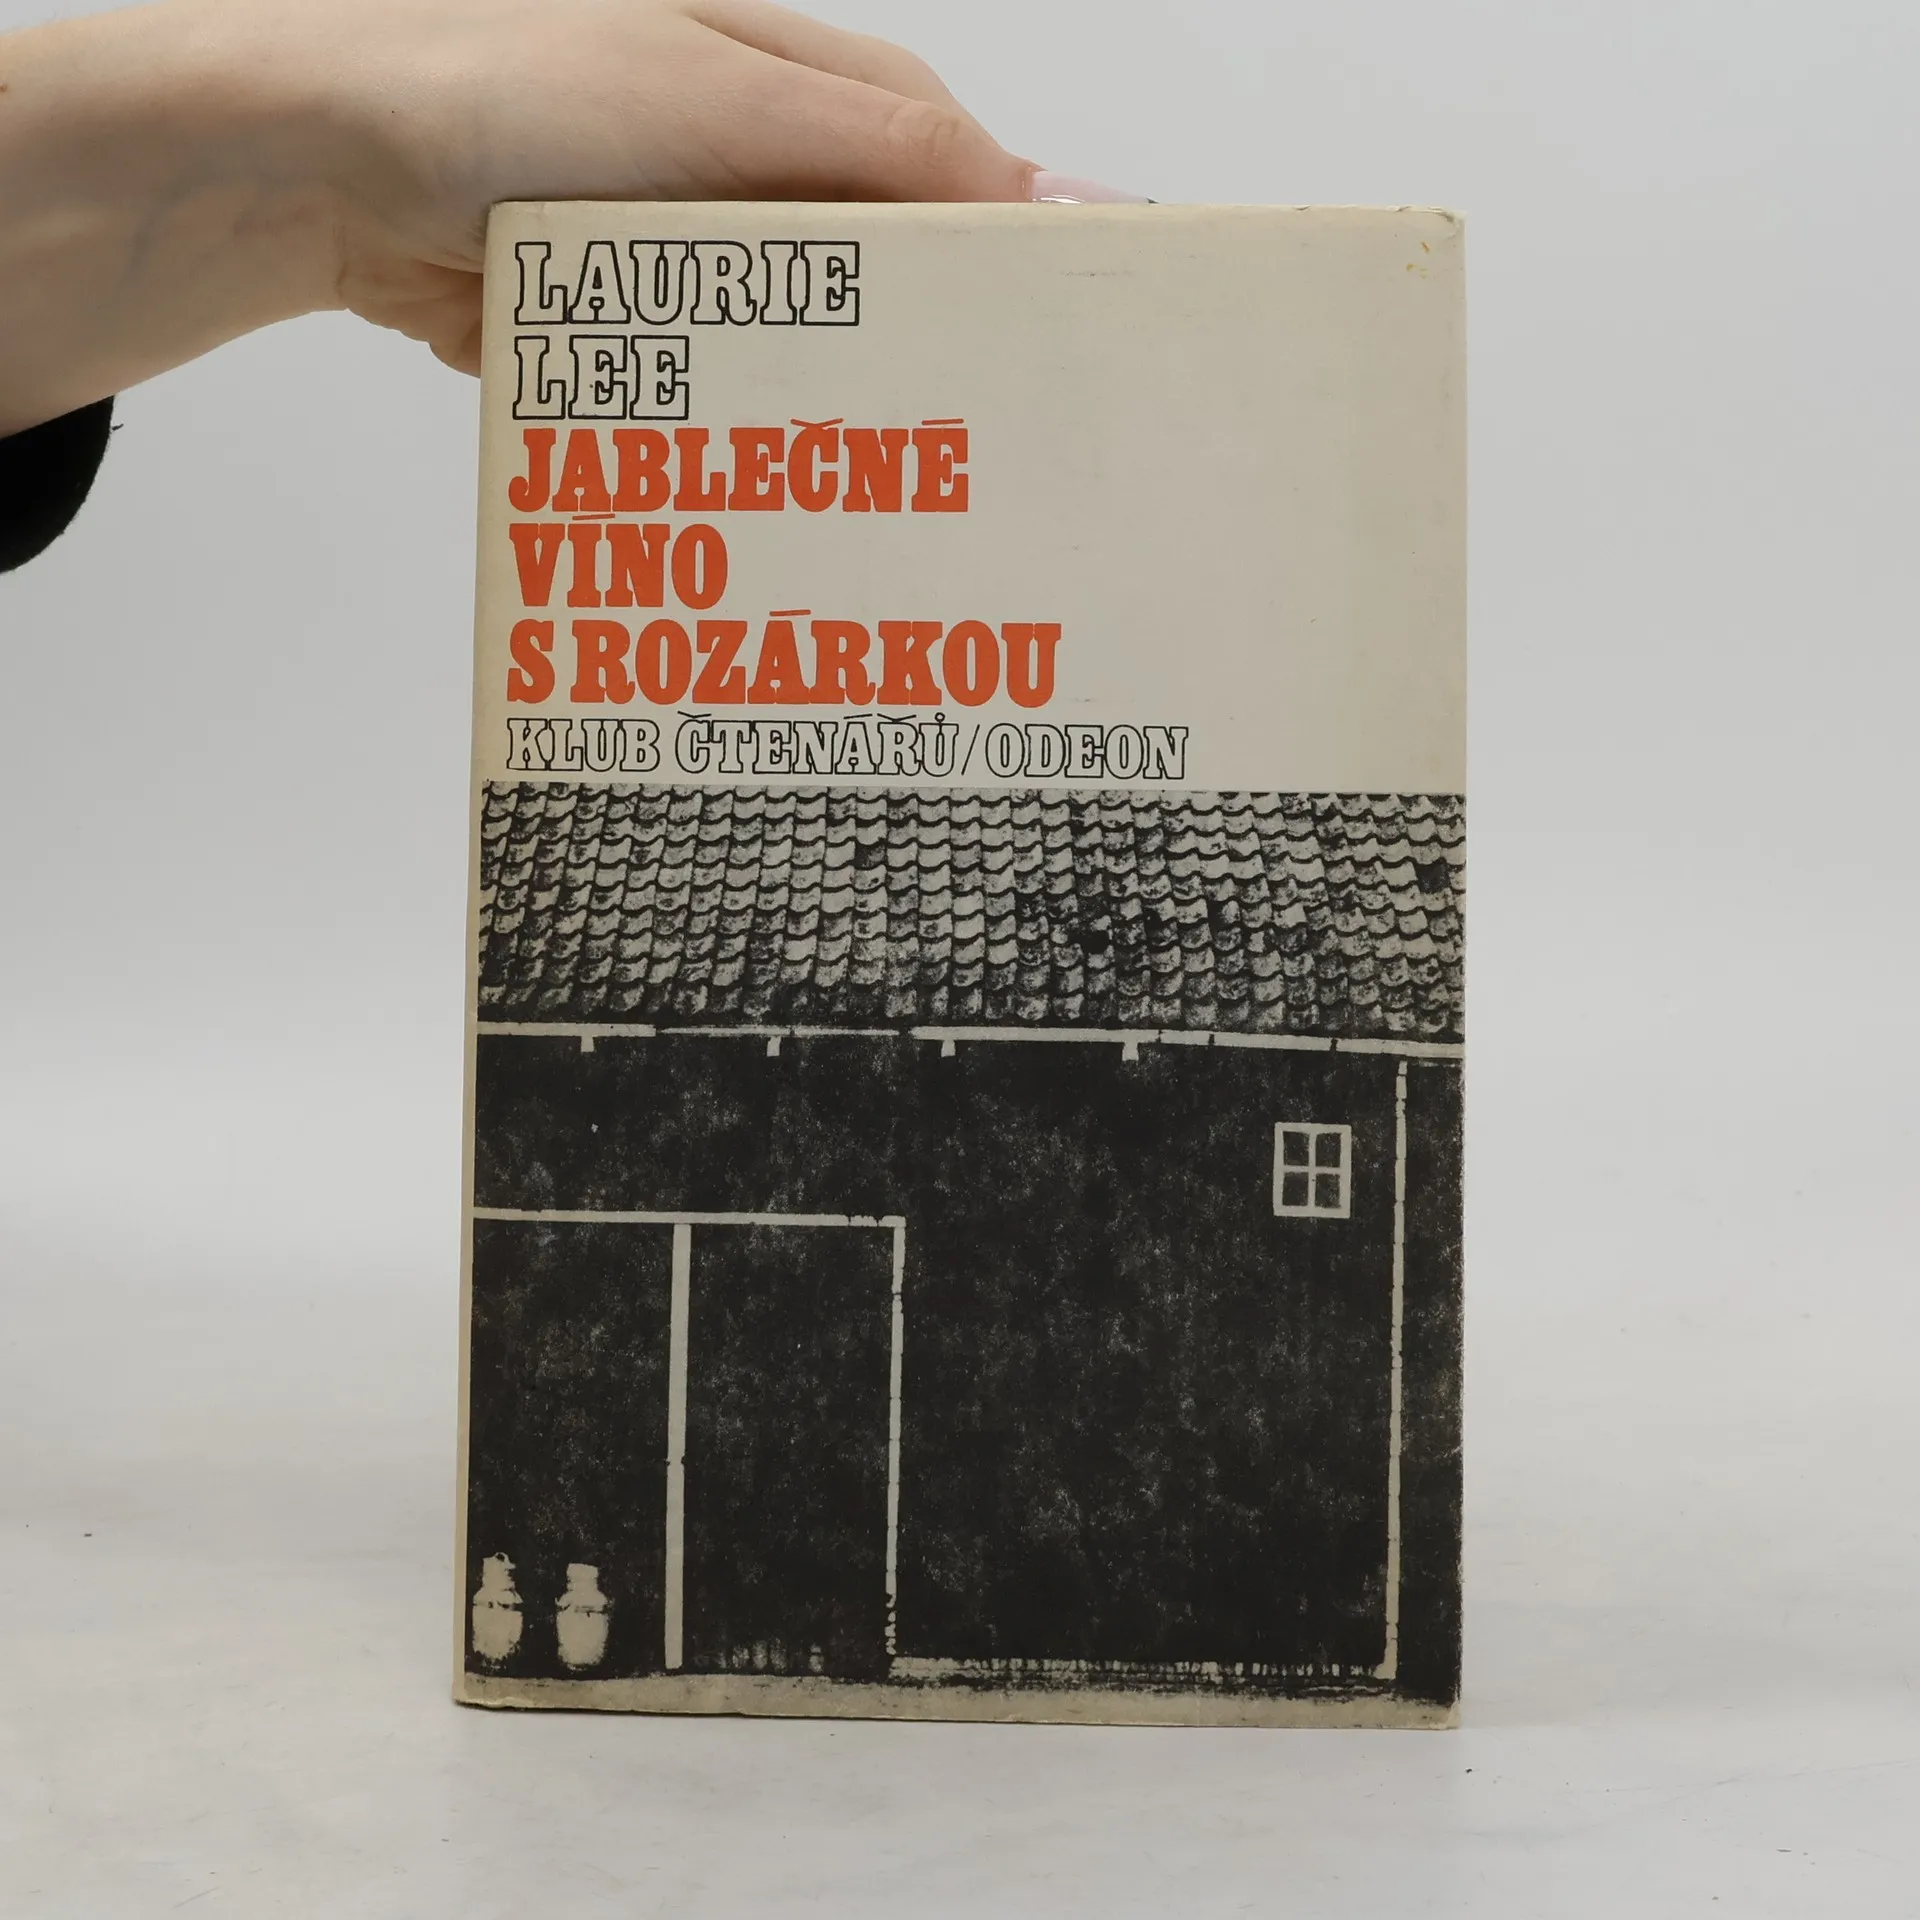 LAURIE
LEE
JABLEČNÉ
VÍNO
S ROZÁRKOU
KLUB ČTENÁŘŮ/ODEON